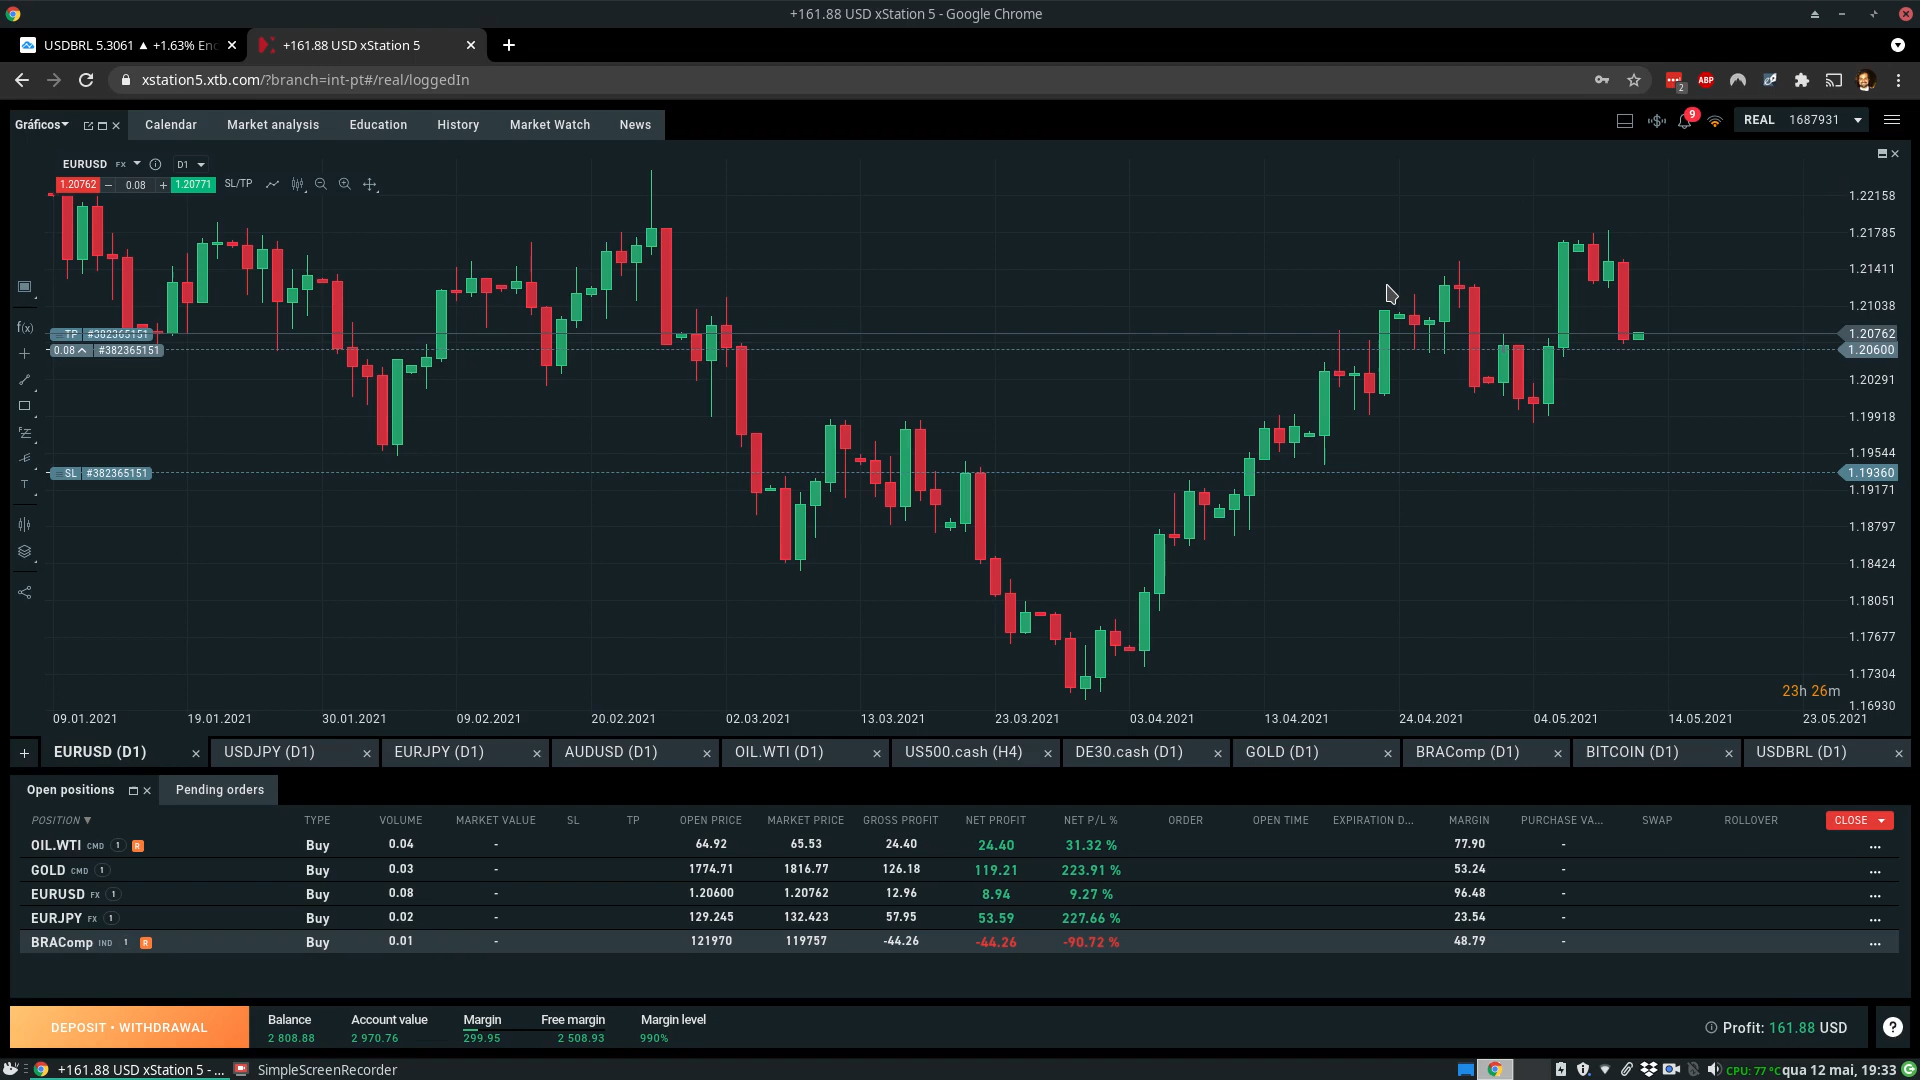 +161.88 USD xStation 5 - Google Chrome
USDBRL 5.3061 ▲ +1.63% Enc
+161.88 USD xStation 5
xstation5.xtb.com/?branch=int-pt#/real/loggedIn
2 ABP
Gráficos Calendar Market analysis Education History Market Watch News
9 REAL 1687931
EURUSD FX D1
1.20762 − 0.08 + 1.20771 SL/TP
1.22158
1.21785
1.21411
1.21038
TP #382365151 1.20762
0.08 #382365151 1.20600
1.20291
1.19918
1.19544
SL #382365151 1.19360
1.19171
1.18797
1.18424
1.18051
1.17677
1.17304
23h 26m
1.16930
09.01.2021 19.01.2021 30.01.2021 09.02.2021 20.02.2021 02.03.2021 13.03.2021 23.03.2021 03.04.2021 13.04.2021 24.04.2021 04.05.2021 14.05.2021 23.05.2021
EURUSD (D1) USDJPY (D1) EURJPY (D1) AUDUSD (D1) OIL.WTI (D1) US500.cash (H4) DE30.cash (D1) GOLD (D1) BRAComp (D1) BITCOIN (D1) USDBRL (D1)
Open positions Pending orders
POSITION ▼ TYPE VOLUME MARKET VALUE SL TP OPEN PRICE MARKET PRICE GROSS PROFIT NET PROFIT NET P/L % ORDER OPEN TIME EXPIRATION D... MARGIN PURCHASE VA... SWAP ROLLOVER CLOSE
OIL.WTI CMD 1 R Buy 0.04 - 64.92 65.53 24.40 24.40 31.32 % 77.90 - ...
GOLD CMD 1 Buy 0.03 - 1774.71 1816.77 126.18 119.21 223.91 % 53.24 - ...
EURUSD FX 1 Buy 0.08 - 1.20600 1.20762 12.96 8.94 9.27 % 96.48 - ...
EURJPY FX 1 Buy 0.02 - 129.245 132.423 57.95 53.59 227.66 % 23.54 - ...
BRAComp IND 1 R Buy 0.01 - 121970 119757 -44.26 -44.26 -90.72 % 48.79 - ...
DEPOSIT • WITHDRAWAL
Balance Account value Margin Free margin Margin level
2 808.88 2 970.76 299.95 2 508.93 990%
Profit: 161.88 USD
?
+161.88 USD xStation 5 - ... SimpleScreenRecorder CPU: 77 °C qua 12 mai, 19:33